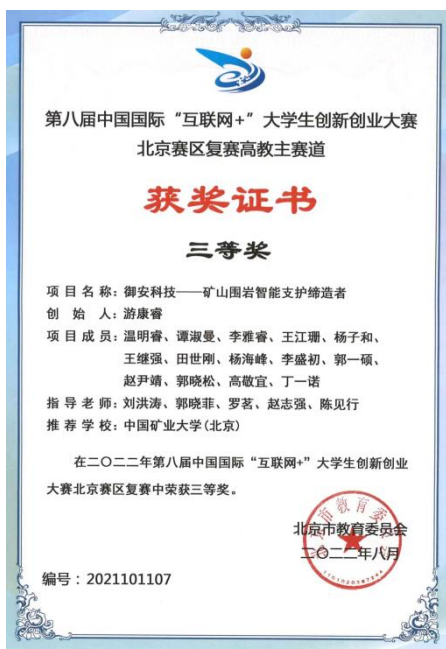 第八届中国国际“互联网+”大学生创新创业大赛
北京赛区复赛高教主赛道
获奖证书
三等奖
项目名称：御安科技——矿山围岩智能支护缔造者
创始人：游康睿
项目成员：温明睿、谭淑曼、李雅睿、王江珊、杨子和、
王继强、田世刚、杨海峰、李盛初、郭一硕、
赵尹靖、郭晓松、高敬宜、丁一诺
指导老师：刘洪涛、郭晓菲、罗茗、赵志强、陈见行
推荐学校：中国矿业大学(北京)
在二〇二二年第八届中国国际“互联网+”大学生创新创业
大赛北京赛区复赛中荣获三等奖。
北京市教育委员会
二〇二二年八月
编号：2021101107